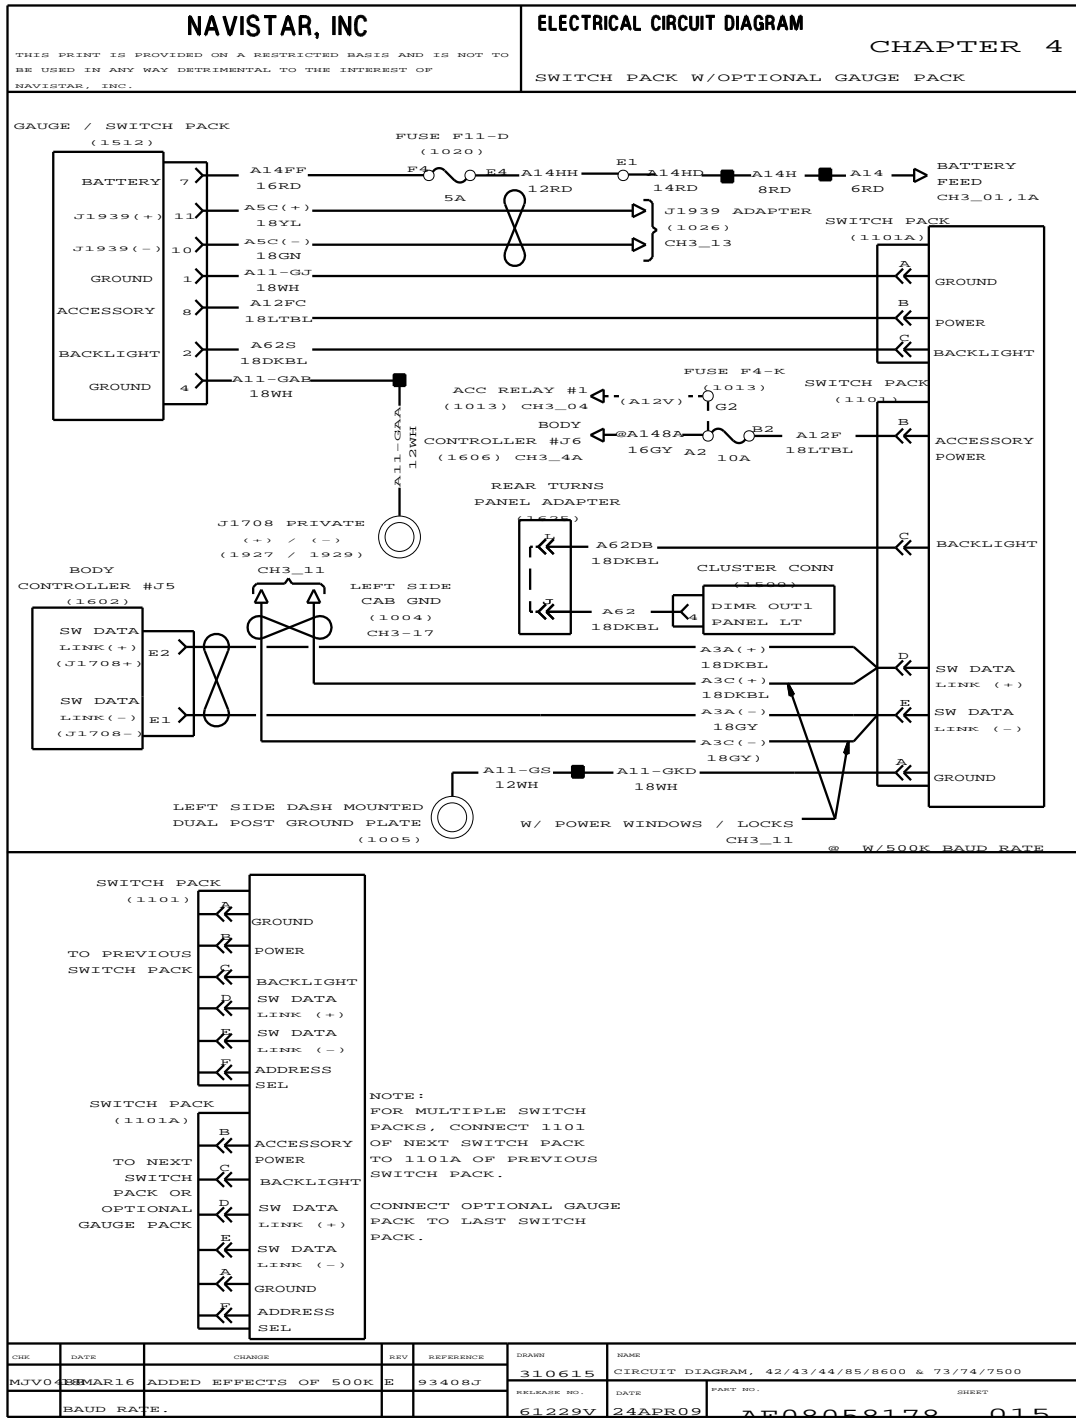 NAVISTAR, INC
THIS PRINT IS PROVIDED ON A RESTRICTED BASIS AND IS NOT TO
BE USED IN ANY WAY DETRIMENTAL TO THE INTEREST OF
NAVISTAR, INC.
ELECTRICAL CIRCUIT DIAGRAM
CHAPTER 4
SWITCH PACK W/OPTIONAL GAUGE PACK
GAUGE / SWITCH PACK
(1512)
BATTERY 7
J1939(+) 11
J1939(-) 10
GROUND 1
ACCESSORY 8
BACKLIGHT 2
GROUND 4
A14FF
16RD
FUSE F11-D
(1020)
F4
E4
5A
A14HH
12RD
E1
A14HD
14RD
A14H
8RD
A14
6RD
BATTERY
FEED
CH3_01,1A
A5C(+)
18YL
A5C(-)
18GN
J1939 ADAPTER
(1026)
CH3_13
A11-GJ
18WH
A12FC
18LTBL
A62S
18DKBL
A11-GAB
18WH
A11-GAA
12WH
SWITCH PACK
(1101A)
A
GROUND
B
POWER
C
BACKLIGHT
ACC RELAY #1
(1013) CH3_04
(A12V)
FUSE F4-K
(1013)
G2
SWITCH PACK
(1101)
BODY
CONTROLLER #J6
(1606) CH3_4A
@A148A
16GY
A2
10A
B2
A12F
18LTBL
B
ACCESSORY
POWER
REAR TURNS
PANEL ADAPTER
(1625)
L
A62DB
18DKBL
C
BACKLIGHT
J
A62
18DKBL
CLUSTER CONN
(1500)
4
DIMR OUT1
PANEL LT
J1708 PRIVATE
(+) / (-)
(1927 / 1929)
CH3_11
LEFT SIDE
CAB GND
(1004)
CH3-17
BODY
CONTROLLER #J5
(1602)
SW DATA
LINK(+) E2
(J1708+)
SW DATA
LINK(-) E1
(J1708-)
A3A(+)
18DKBL
A3C(+)
18DKBL
A3A(-)
18GY
A3C(-)
18GY)
D
SW DATA
LINK (+)
E
SW DATA
LINK (-)
A
GROUND
A11-GS
12WH
A11-GKD
18WH
LEFT SIDE DASH MOUNTED
DUAL POST GROUND PLATE
(1005)
W/ POWER WINDOWS / LOCKS
CH3_11
@ W/500K BAUD RATE
SWITCH PACK
(1101)
TO PREVIOUS
SWITCH PACK
A
GROUND
B
POWER
C
BACKLIGHT
D
SW DATA
LINK (+)
E
SW DATA
LINK (-)
F
ADDRESS
SEL
SWITCH PACK
(1101A)
TO NEXT
SWITCH
PACK OR
OPTIONAL
GAUGE PACK
B
ACCESSORY
POWER
C
BACKLIGHT
D
SW DATA
LINK (+)
E
SW DATA
LINK (-)
A
GROUND
F
ADDRESS
SEL
NOTE:
FOR MULTIPLE SWITCH
PACKS, CONNECT 1101
OF NEXT SWITCH PACK
TO 1101A OF PREVIOUS
SWITCH PACK.
CONNECT OPTIONAL GAUGE
PACK TO LAST SWITCH
PACK.
CHK DATE CHANGE REV REFERENCE
ADDED EFFECTS OF 500K E 93408J
BAUD RATE.
DRAWN
310615
NAME
CIRCUIT DIAGRAM, 42/43/44/85/8600 & 73/74/7500
RELEASE NO.
61229V
DATE
24APR09
PART NO.
AF08058178
SHEET
015